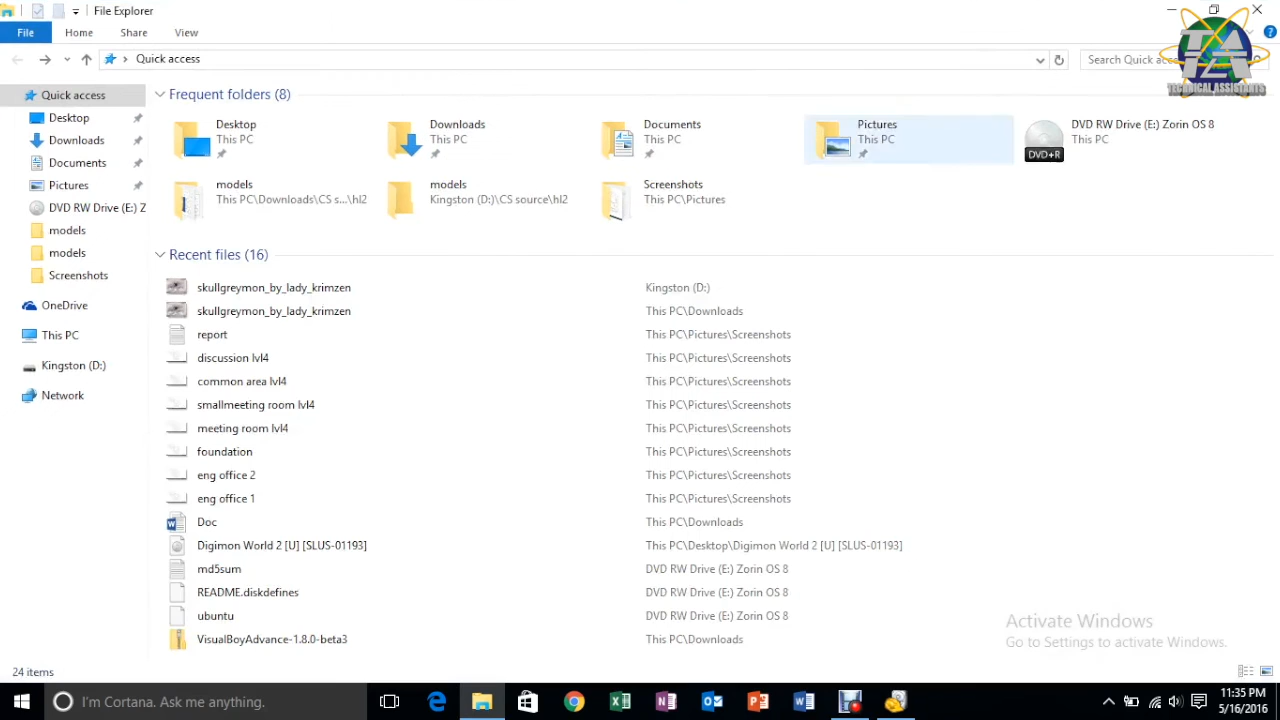 File Explorer
File Home Share View
Quick access Search Quick acc
Quick access
Desktop
Downloads
Documents
Pictures
DVD RW Drive (E:) Z
models
models
Screenshots
OneDrive
This PC
Kingston (D:)
Network
Frequent folders (8)
Desktop
This PC
Downloads
This PC
Documents
This PC
Pictures
This PC
DVD RW Drive (E:) Zorin OS 8
This PC
DVD+R
models
This PC\Downloads\CS s...\hl2
models
Kingston (D:)\CS source\hl2
Screenshots
This PC\Pictures
Recent files (16)
skullgreymon_by_lady_krimzen Kingston (D:)
skullgreymon_by_lady_krimzen This PC\Downloads
report This PC\Pictures\Screenshots
discussion lvl4 This PC\Pictures\Screenshots
common area lvl4 This PC\Pictures\Screenshots
smallmeeting room lvl4 This PC\Pictures\Screenshots
meeting room lvl4 This PC\Pictures\Screenshots
foundation This PC\Pictures\Screenshots
eng office 2 This PC\Pictures\Screenshots
eng office 1 This PC\Pictures\Screenshots
Doc This PC\Downloads
Digimon World 2 [U] [SLUS-01193] This PC\Desktop\Digimon World 2 [U] [SLUS-01193]
md5sum DVD RW Drive (E:) Zorin OS 8
README.diskdefines DVD RW Drive (E:) Zorin OS 8
ubuntu DVD RW Drive (E:) Zorin OS 8
VisualBoyAdvance-1.8.0-beta3 This PC\Downloads
Activate Windows
Go to Settings to activate Windows.
24 items
I'm Cortana. Ask me anything.
11:35 PM
5/16/2016
TA
TECHNICAL ASSISTANTS